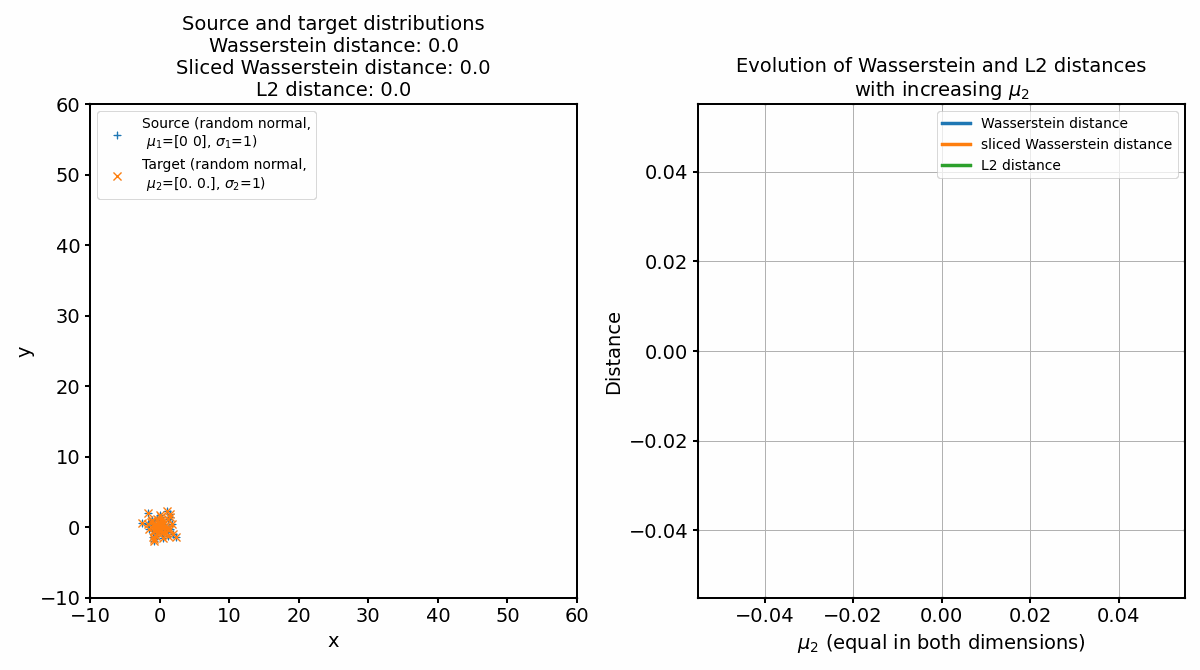 Source and target distributions
Wasserstein distance: 0.0
Sliced Wasserstein distance: 0.0
L2 distance: 0.0
60
50
40
30
20
10
0
−10
y
−10 0 10 20 30 40 50 60
x
Source (random normal,
μ₁=[0 0], σ₁=1)
Target (random normal,
μ₂=[0. 0.], σ₂=1)
Evolution of Wasserstein and L2 distances
with increasing μ₂
Wasserstein distance
sliced Wasserstein distance
L2 distance
0.04
0.02
0.00
−0.02
−0.04
Distance
−0.04 −0.02 0.00 0.02 0.04
μ₂ (equal in both dimensions)